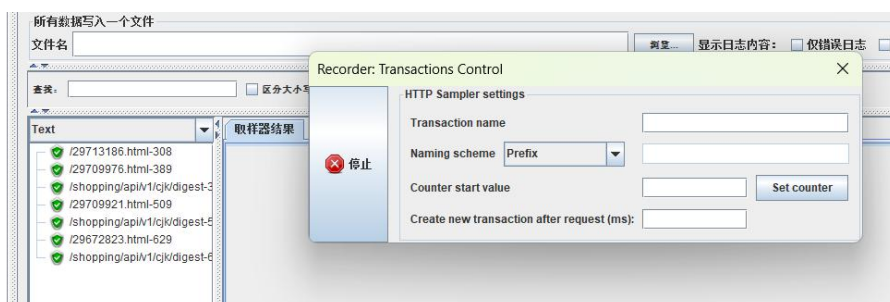 所有数据写入一个文件
文件名
浏览...
显示日志内容：
仅错误日志
Recorder: Transactions Control
查找:
区分大小写
HTTP Sampler settings
Transaction name
停止
Naming scheme
Prefix
Counter start value
Set counter
Create new transaction after request (ms):
Text
取样器结果
/29713186.html-308
/29709976.html-389
/shopping/api/v1/cjk/digest-3
/29709921.html-509
/shopping/api/v1/cjk/digest-5
/29672823.html-629
/shopping/api/v1/cjk/digest-6